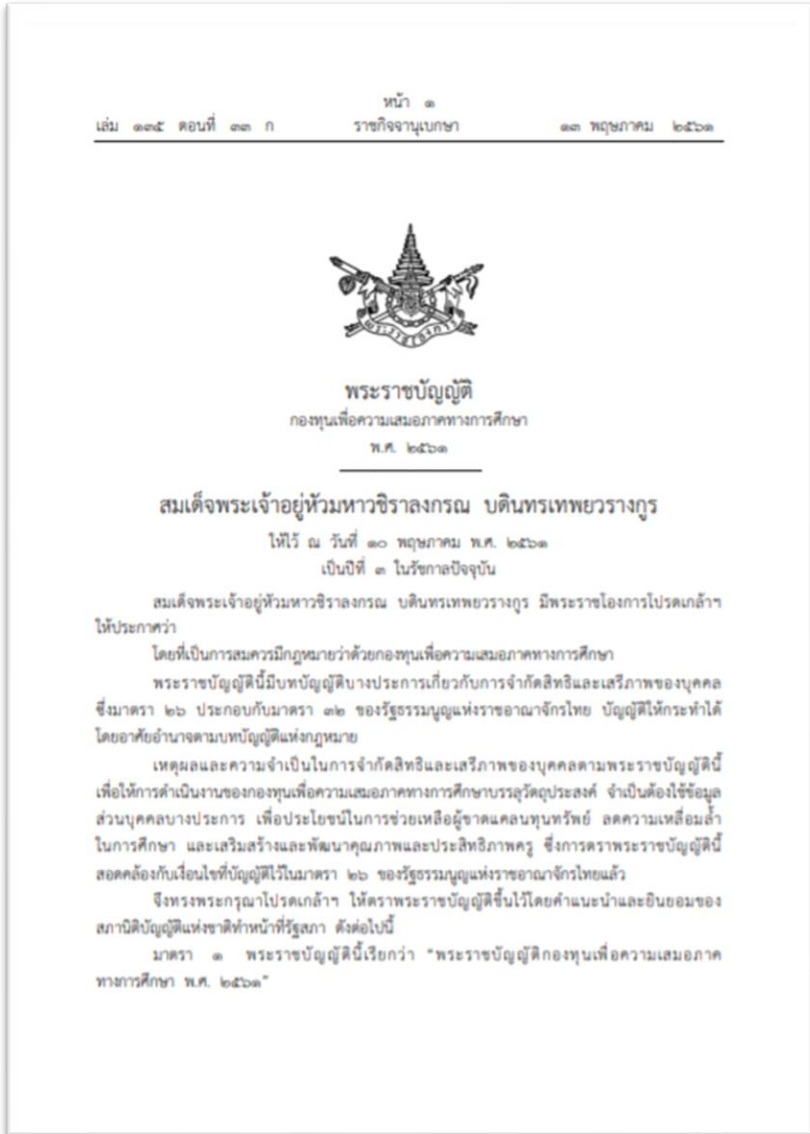 หน้า ๑
เล่ม ๑๓๕ ตอนที่ ๓๓ ก ราชกิจจานุเบกษา ๑๓ พฤษภาคม ๒๕๖๑
พระราชโองการ
พระราชบัญญัติ
กองทุนเพื่อความเสมอภาคทางการศึกษา
พ.ศ. ๒๕๖๑
สมเด็จพระเจ้าอยู่หัวมหาวชิราลงกรณ บดินทรเทพยวรางกูร
ให้ไว้ ณ วันที่ ๑๐ พฤษภาคม พ.ศ. ๒๕๖๑
เป็นปีที่ ๓ ในรัชกาลปัจจุบัน
สมเด็จพระเจ้าอยู่หัวมหาวชิราลงกรณ บดินทรเทพยวรางกูร มีพระราชโองการโปรดเกล้าฯ
ให้ประกาศว่า
โดยที่เป็นการสมควรมีกฎหมายว่าด้วยกองทุนเพื่อความเสมอภาคทางการศึกษา
พระราชบัญญัตินี้มีบทบัญญัติบางประการเกี่ยวกับการจำกัดสิทธิและเสรีภาพของบุคคล
ซึ่งมาตรา ๒๖ ประกอบกับมาตรา ๓๒ ของรัฐธรรมนูญแห่งราชอาณาจักรไทย บัญญัติให้กระทำได้
โดยอาศัยอำนาจตามบทบัญญัติแห่งกฎหมาย
เหตุผลและความจำเป็นในการจำกัดสิทธิและเสรีภาพของบุคคลตามพระราชบัญญัตินี้
เพื่อให้การดำเนินงานของกองทุนเพื่อความเสมอภาคทางการศึกษาบรรลุวัตถุประสงค์ จำเป็นต้องใช้ข้อมูล
ส่วนบุคคลบางประการ เพื่อประโยชน์ในการช่วยเหลือผู้ขาดแคลนทุนทรัพย์ ลดความเหลื่อมล้ำ
ในการศึกษา และเสริมสร้างและพัฒนาคุณภาพและประสิทธิภาพครู ซึ่งการตราพระราชบัญญัตินี้
สอดคล้องกับเงื่อนไขที่บัญญัติไว้ในมาตรา ๒๖ ของรัฐธรรมนูญแห่งราชอาณาจักรไทยแล้ว
จึงทรงพระกรุณาโปรดเกล้าฯ ให้ตราพระราชบัญญัติขึ้นไว้โดยคำแนะนำและยินยอมของ
สภานิติบัญญัติแห่งชาติทำหน้าที่รัฐสภา ดังต่อไปนี้
มาตรา ๑ พระราชบัญญัตินี้เรียกว่า “พระราชบัญญัติกองทุนเพื่อความเสมอภาค
ทางการศึกษา พ.ศ. ๒๕๖๑”